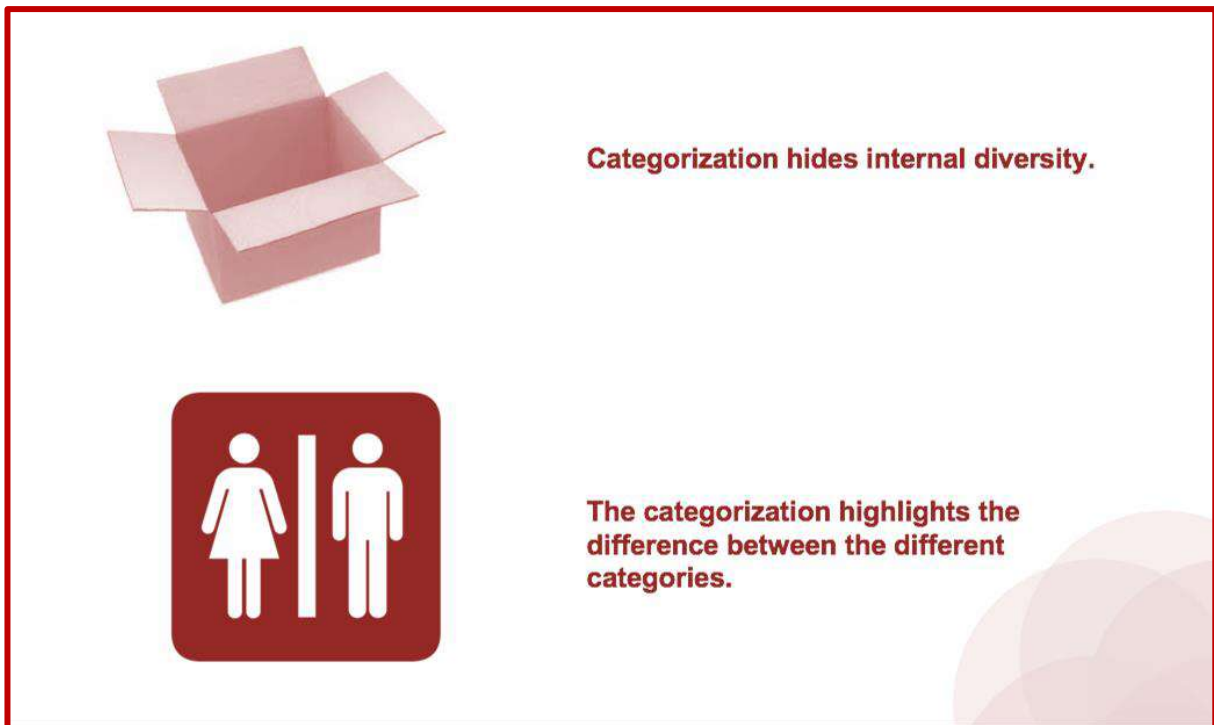 Categorization hides internal diversity.
The categorization highlights the
difference between the different
categories.